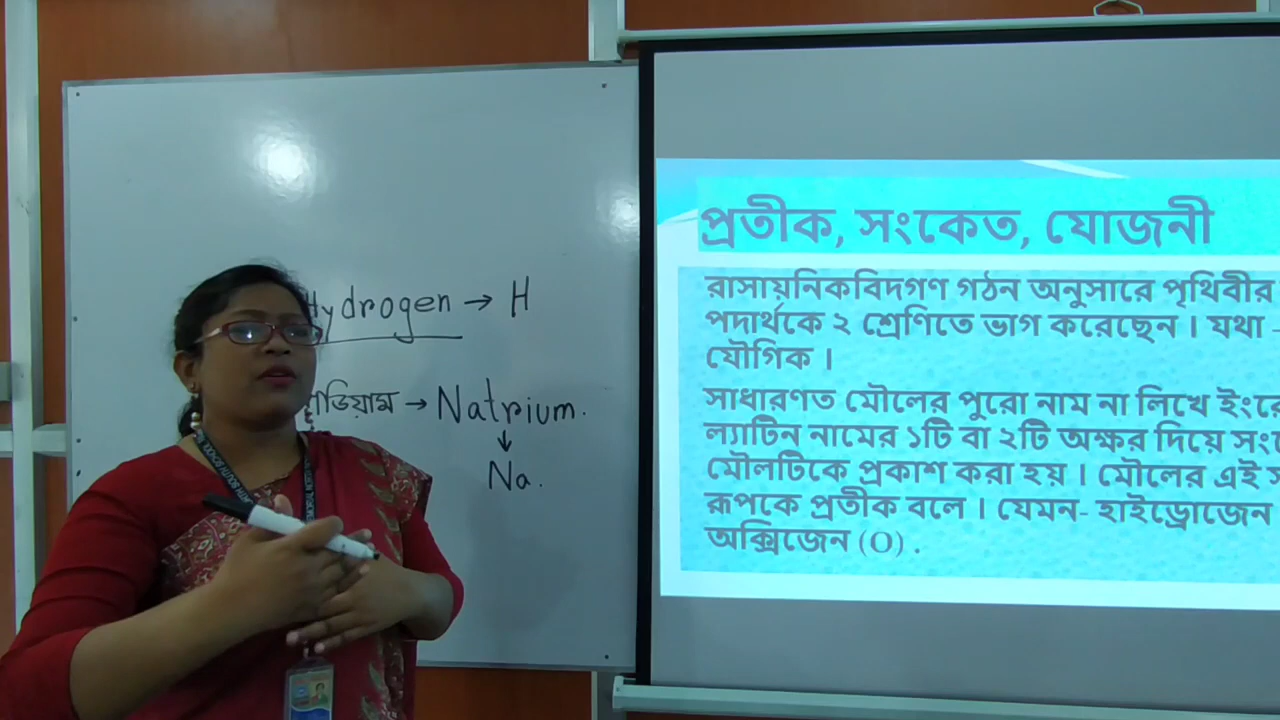 Hydrogen → H
→ Natrium.
↓
Na.
প্রতীক, সংকেত, যোজনী
রাসায়নিকবিদগণ গঠন অনুসারে পৃথিবীর
পদার্থকে ২ শ্রেণিতে ভাগ করেছেন । যথা -
যৌগিক ।
সাধারণত মৌলের পুরো নাম না লিখে
ল্যাটিন নামের ১টি বা ২টি অক্ষর দিয়ে
মৌলটিকে প্রকাশ করা হয় । মৌলের এই
রূপকে প্রতীক বলে । যেমন- হাইড্রোজেন
অক্সিজেন (O) .